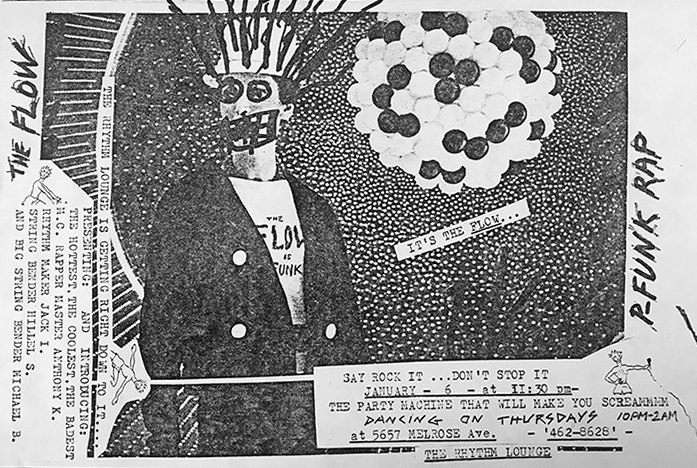 THE FLOW
THE RHYTHM LOUNGE IS GETTING RIGHT DOWN TO IT...
PRESENTING: AND INTRODUCING:
THE HOTTEST, THE COOLEST, THE BADEST
M.C. RAPPER MASTER ANTHONY K.
RHYTHM MAKER JACK I.
STRING BENDER HILLEL S.
AND BIG STRING BENDER MICHAEL B.
THE
FLOW
IS
FUNK
IT'S THE FLOW...
P-FUNK RAP
SAY ROCK IT ...DON'T STOP IT
JANUARY - 6 - at 11:30 pm-
THE PARTY MACHINE THAT WILL MAKE YOU SCREAMMMM
DANCING ON THURSDAYS 10PM-2AM
at 5657 MELROSE Ave. - '462-8628' -
THE RHYTHM LOUNGE